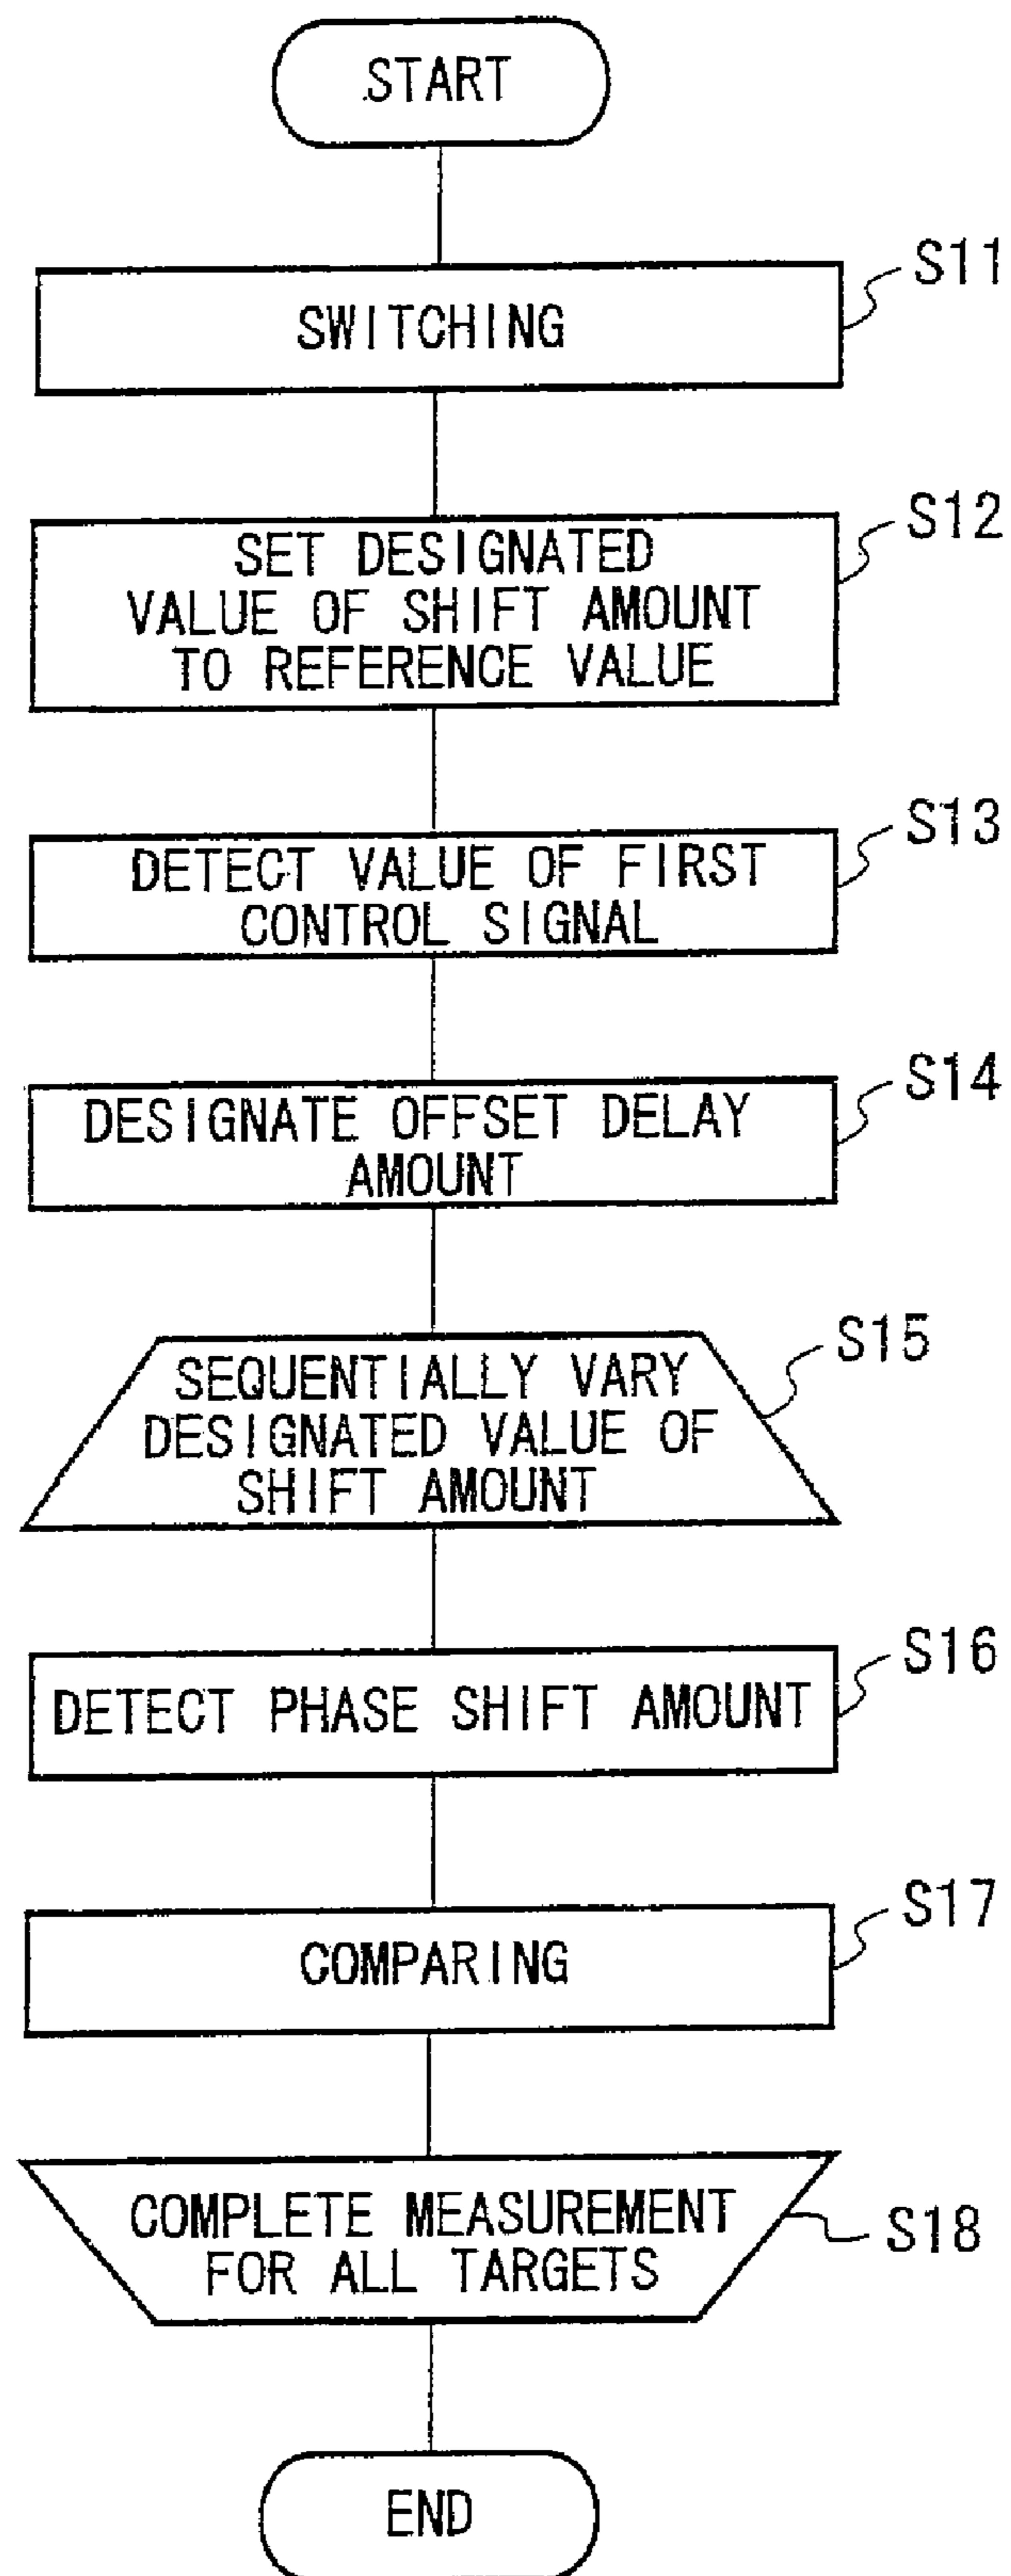 START
S11
SWITCHING
S12
SET DESIGNATED
VALUE OF SHIFT AMOUNT
TO REFERENCE VALUE
S13
DETECT VALUE OF FIRST
CONTROL SIGNAL
S14
DESIGNATE OFFSET DELAY
AMOUNT
S15
SEQUENTIALLY VARY
DESIGNATED VALUE OF
SHIFT AMOUNT
S16
DETECT PHASE SHIFT AMOUNT
S17
COMPARING
S18
COMPLETE MEASUREMENT
FOR ALL TARGETS
END